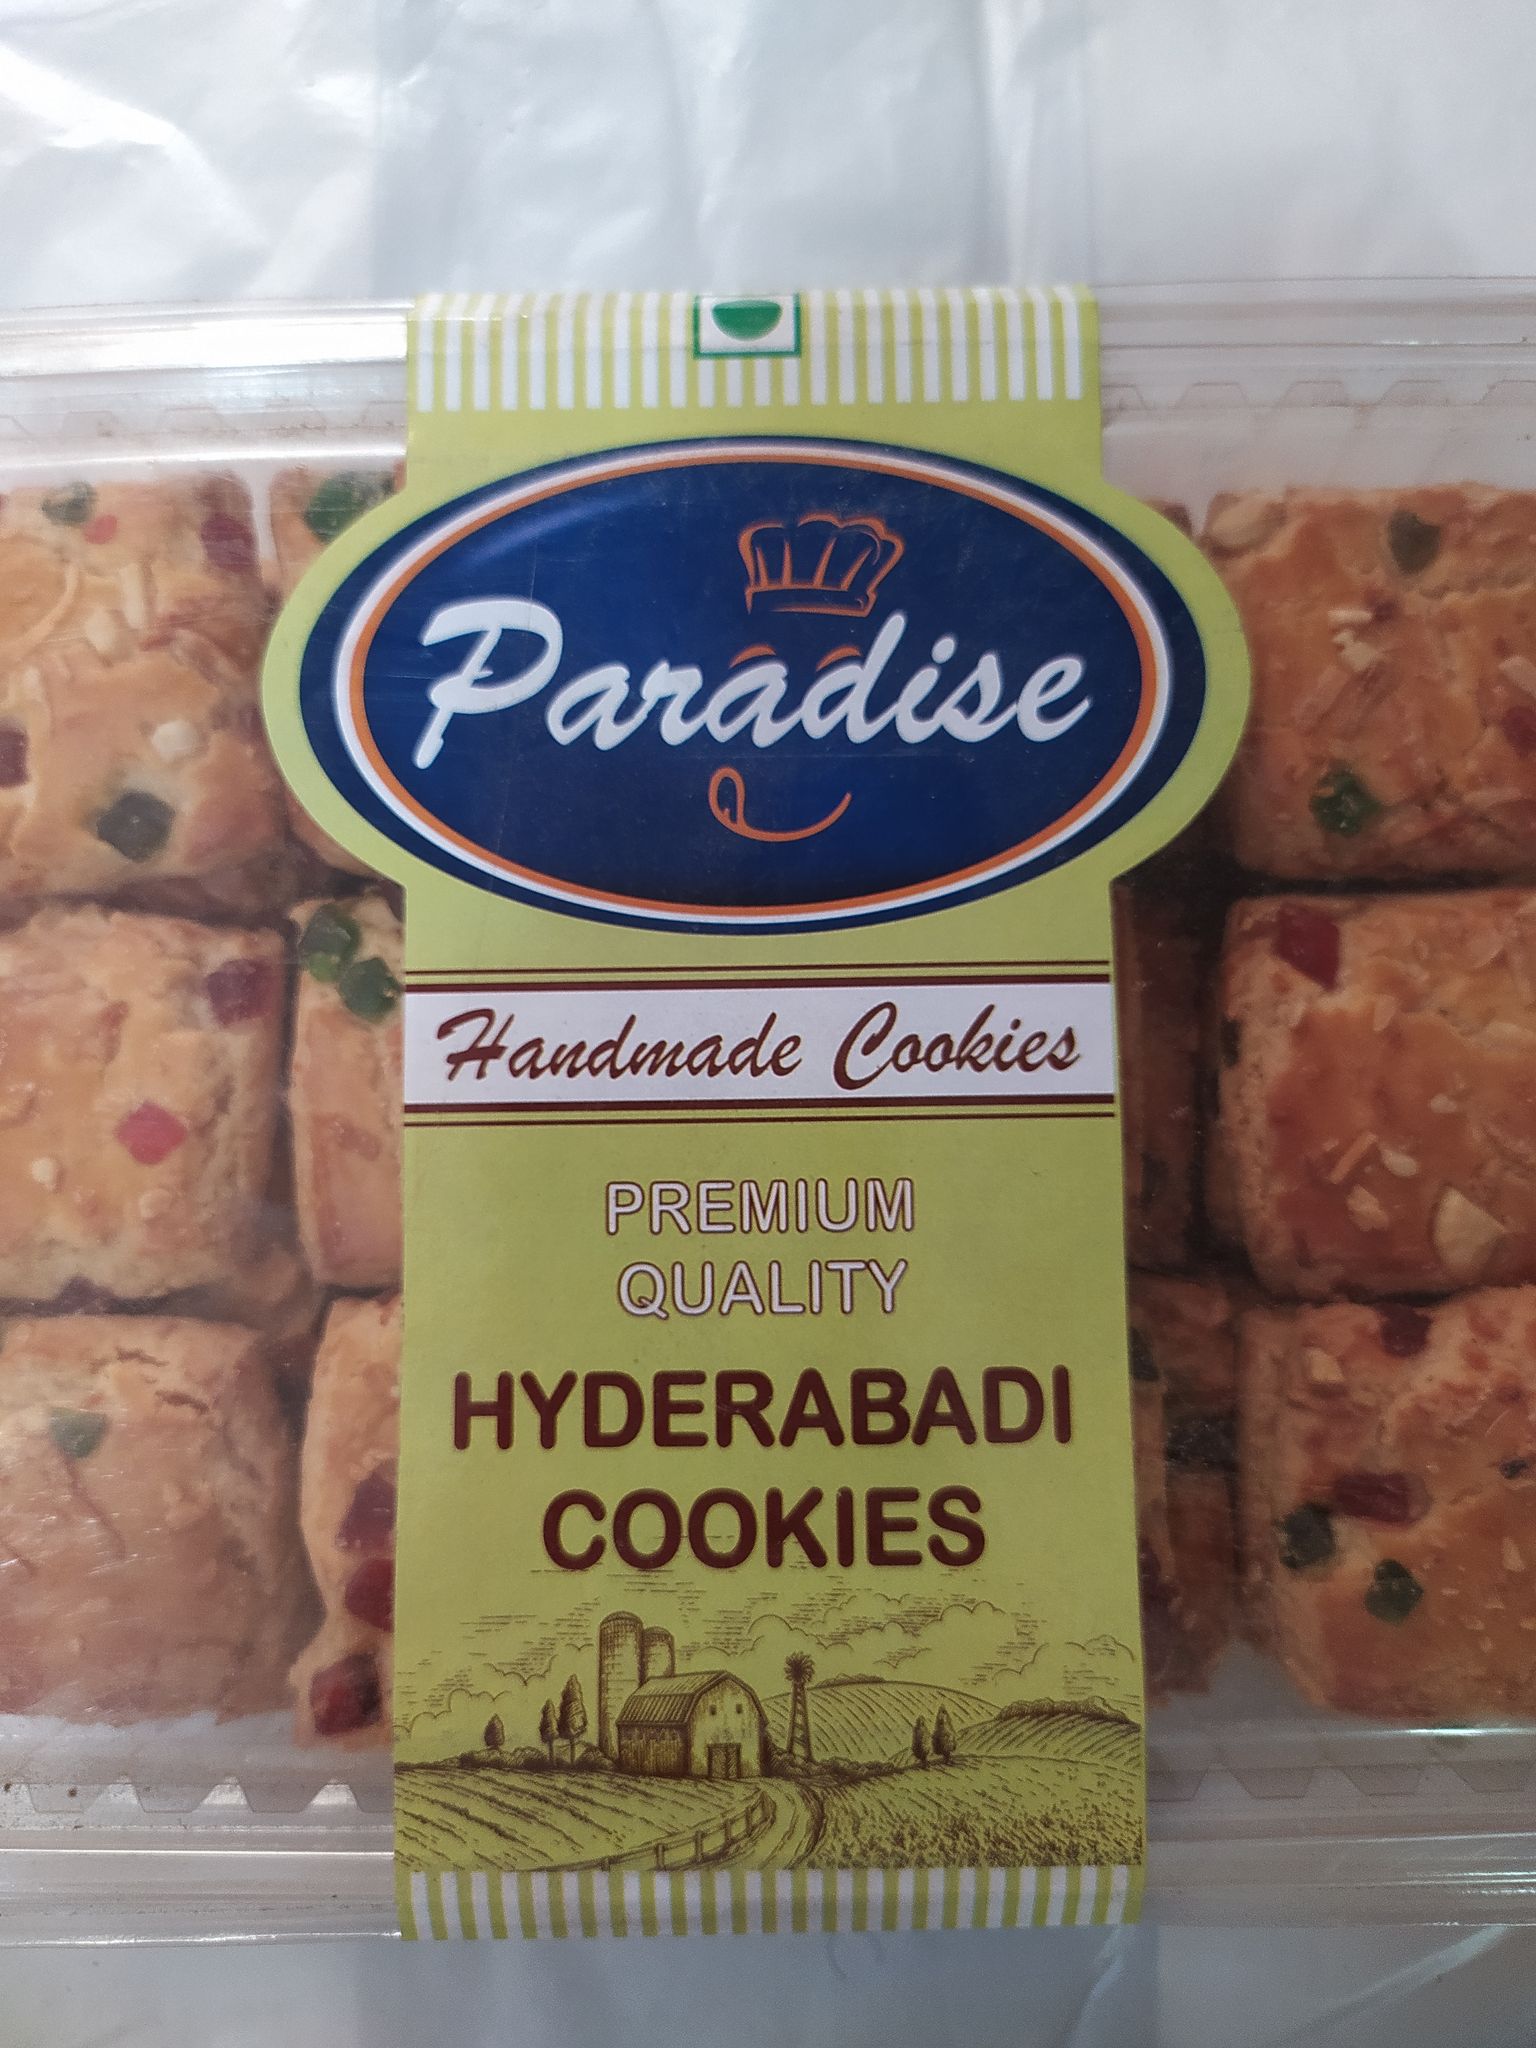 Paradise
Handmade Cookies
PREMIUM
QUALITY
HYDERABADI
COOKIES